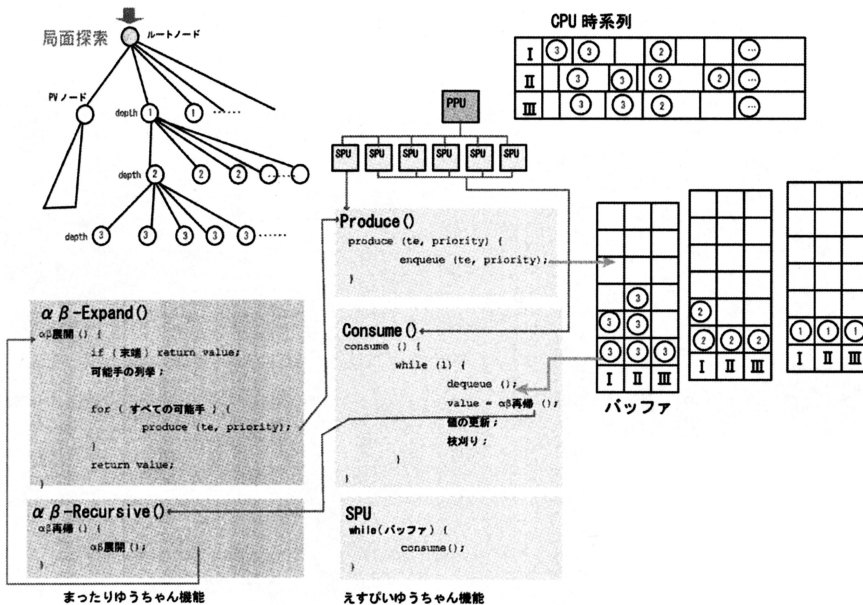 局面探索
ルートノード
PV ノード
depth 1 1 ......
depth 2 2 2 ......
depth 3 3 3 3 3 ......
CPU 時系列
I 3 3 2 …
II 3 3 2 2 …
III 3 3 2 …
PPU
SPU SPU SPU SPU SPU SPU
Produce()
produce (te, priority) {
enqueue (te, priority);
}
αβ-Expand()
αβ展開 () {
if (末端) return value;
可能手の列挙 ;
for ( すべての可能手 ) {
produce (te, priority);
}
return value;
}
αβ-Recursive()
αβ再帰 () {
αβ展開 ();
}
まったりゆうちゃん機能
Consume()
consume () {
while (1) {
dequeue ();
value = αβ再帰 ();
値の更新 ;
枝刈り ;
}
}
SPU
while(バッファ) {
consume();
}
えすぴいゆうちゃん機能
3
3 3
3 3 3
I II III
2
2 2 2
I II III
1 1 1
I II III
バッファ